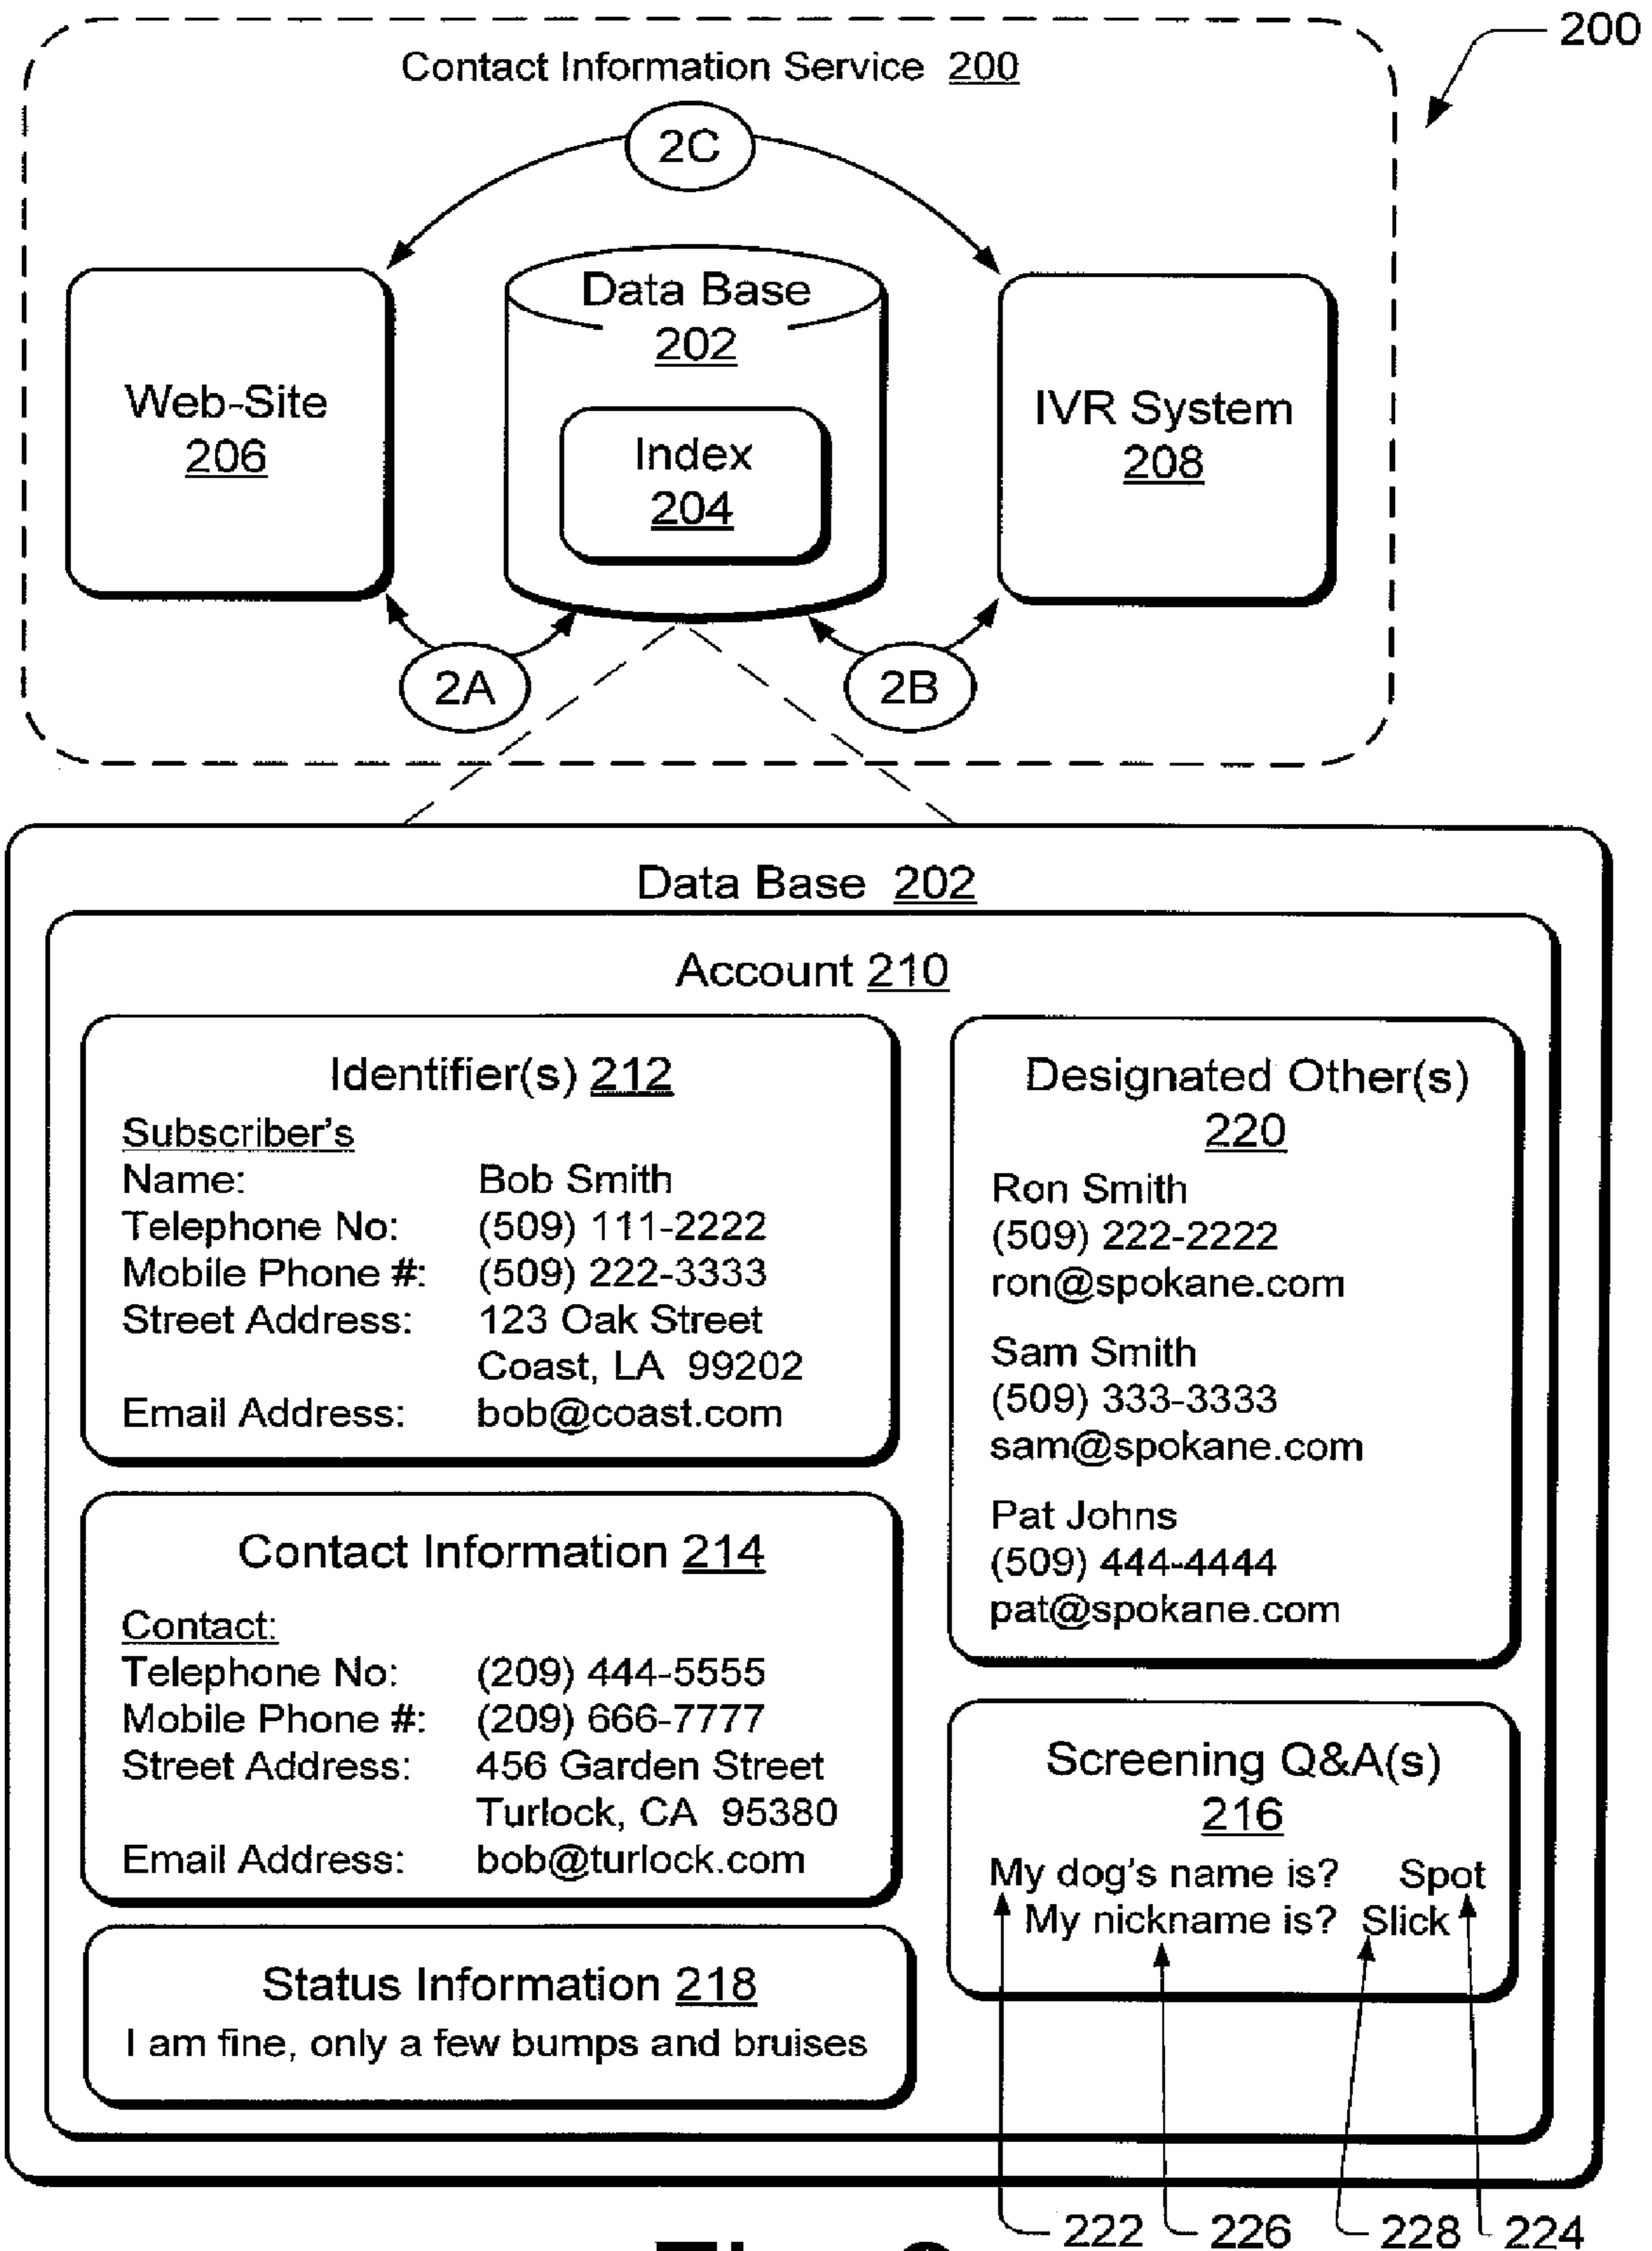 200
Contact Information Service 200
2C
Data Base
202
Web-Site
206
Index
204
IVR System
208
2A
2B
Data Base 202
Account 210
Identifier(s) 212
Subscriber's
Name: Bob Smith
Telephone No: (509) 111-2222
Mobile Phone #: (509) 222-3333
Street Address: 123 Oak Street
Coast, LA 99202
Email Address: bob@coast.com
Designated Other(s)
220
Ron Smith
(509) 222-2222
ron@spokane.com
Sam Smith
(509) 333-3333
sam@spokane.com
Pat Johns
(509) 444-4444
pat@spokane.com
Contact Information 214
Contact:
Telephone No: (209) 444-5555
Mobile Phone #: (209) 666-7777
Street Address: 456 Garden Street
Turlock, CA 95380
Email Address: bob@turlock.com
Screening Q&A(s)
216
My dog's name is? Spot
My nickname is? Slick
Status Information 218
I am fine, only a few bumps and bruises
222 226 228 224